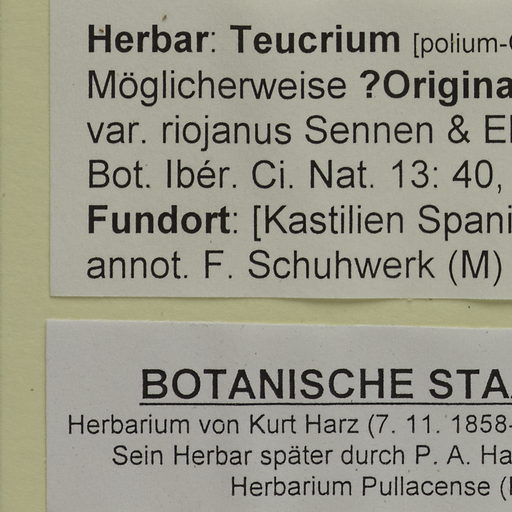 Herbar: Teucrium [polium-
Möglicherweise ?Origina
var. riojanus Sennen & El
Bot. Ibér. Ci. Nat. 13: 40,
Fundort: [Kastilien Spani
annot. F. Schuhwerk (M)
BOTANISCHE STA
Herbarium von Kurt Harz (7. 11. 1858-
Sein Herbar später durch P. A. Ha
Herbarium Pullacense (